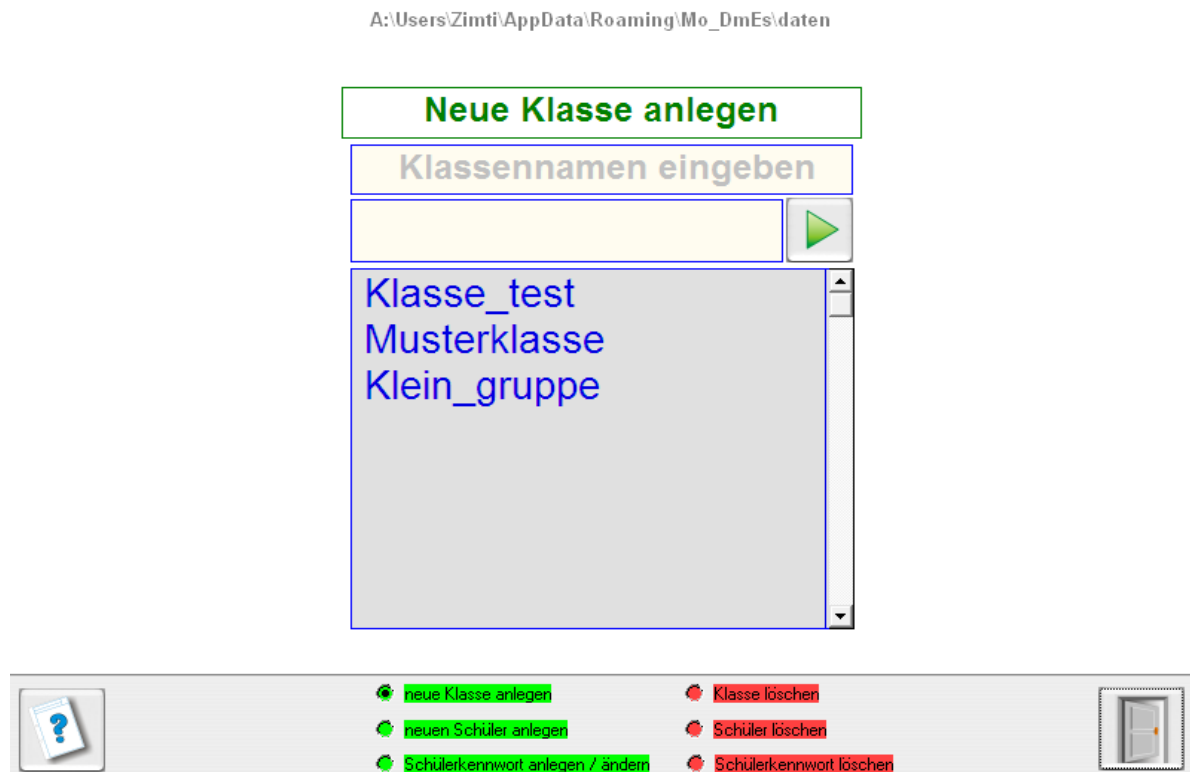 A:\Users\Zimti\AppData\Roaming\Mo_DmEs\daten
Neue Klasse anlegen
Klassennamen eingeben
Klasse_test
Musterklasse
Klein_gruppe
?
neue Klasse anlegen
Klasse löschen
neuen Schüler anlegen
Schüler löschen
Schülerkennwort anlegen / ändern
Schülerkennwort löschen